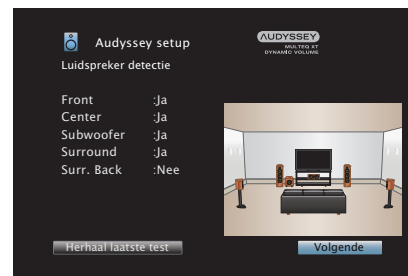 Audyssey setup
AUDYSSEY
MULTEQ XT
DYNAMIC VOLUME
Luidspreker detectie
Front :Ja
Center :Ja
Subwoofer :Ja
Surround :Ja
Surr. Back :Nee
Herhaal laatste test
Volgende